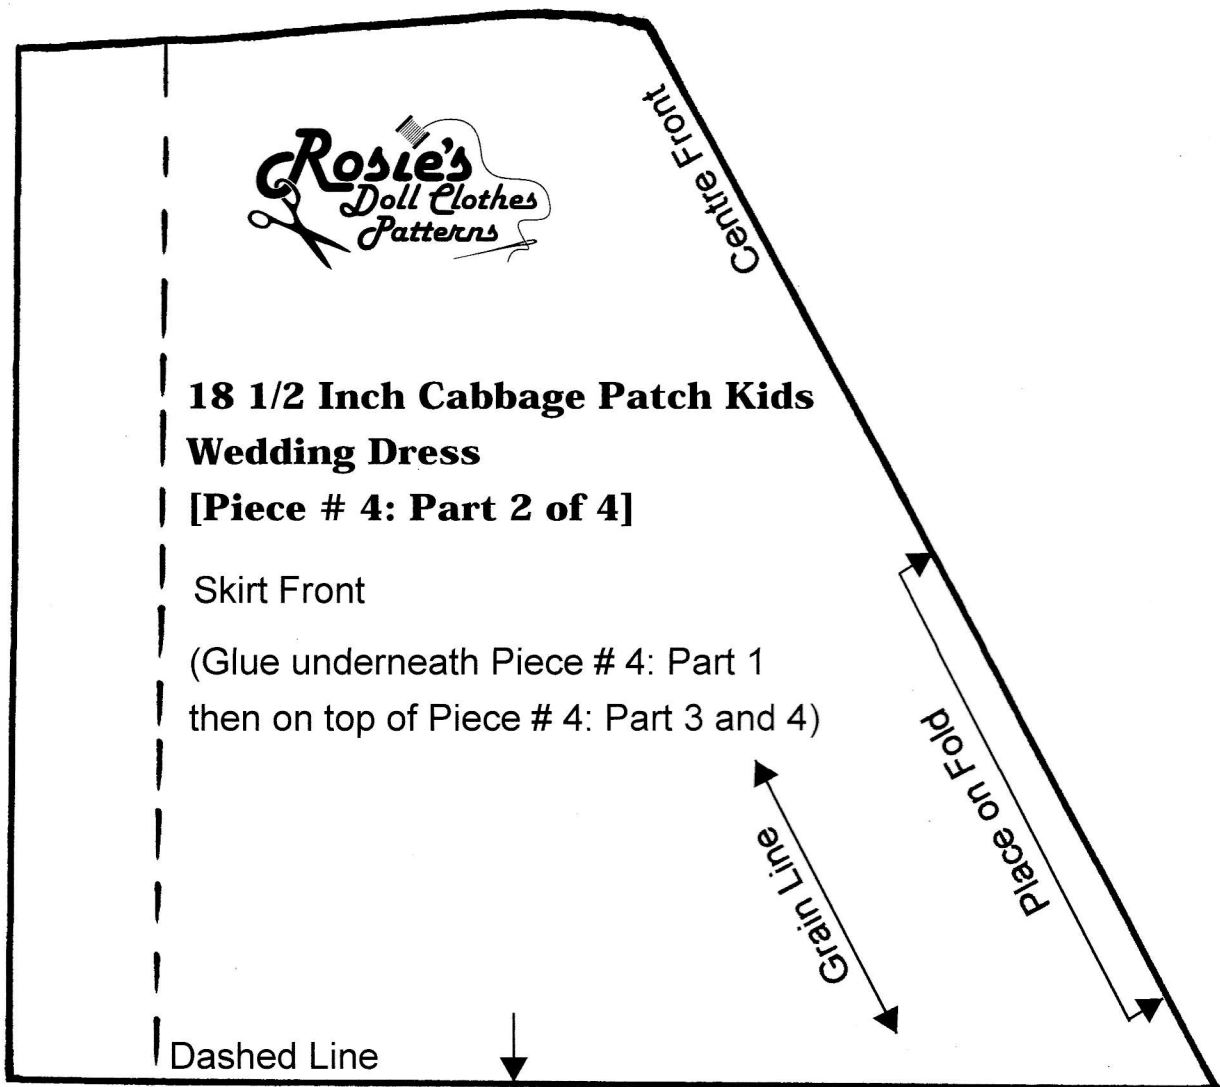 Rosie's
Doll Clothes
Patterns
Centre Front
18 1/2 Inch Cabbage Patch Kids
Wedding Dress
[Piece # 4: Part 2 of 4]
Skirt Front
(Glue underneath Piece # 4: Part 1
then on top of Piece # 4: Part 3 and 4)
Place on Fold
Grain Line
Dashed Line